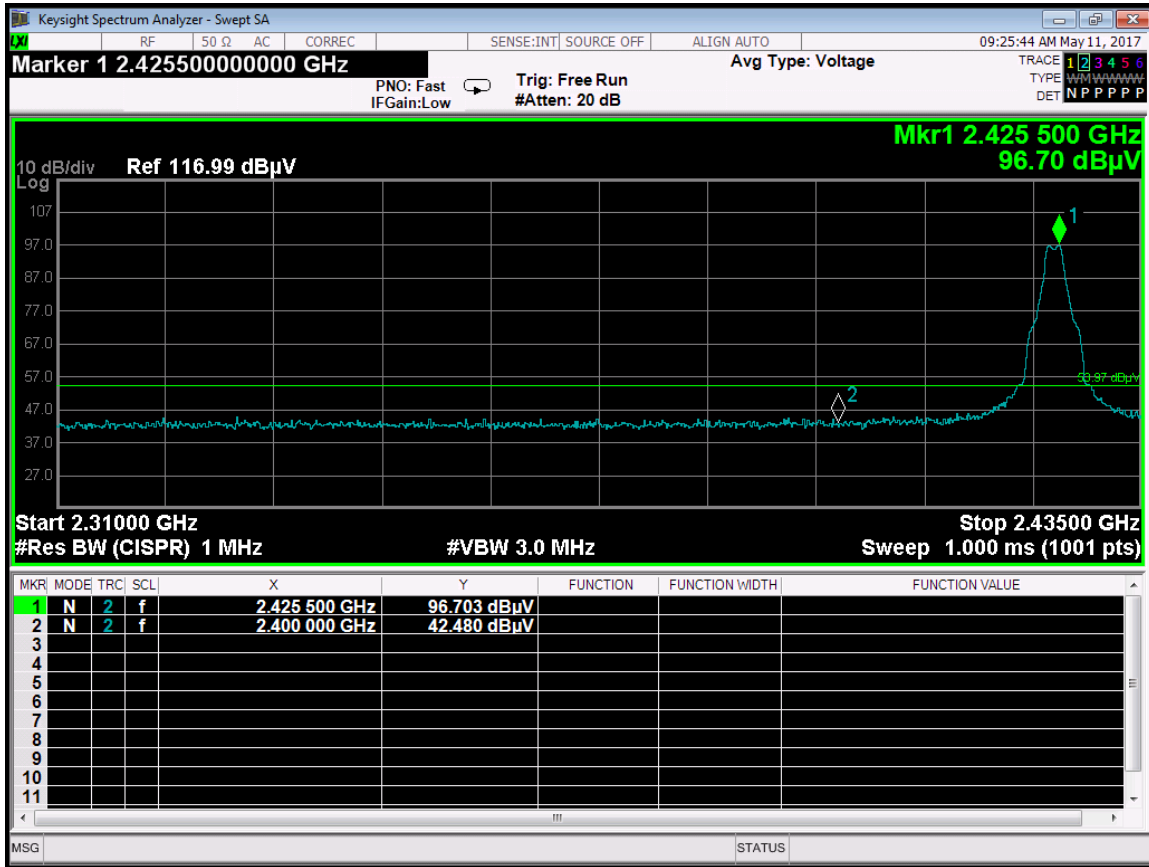 Keysight Spectrum Analyzer - Swept SA
LXI RF 50 Ω AC CORREC SENSE:INT SOURCE OFF ALIGN AUTO 09:25:44 AM May 11, 2017
Marker 1 2.425500000000 GHz
PNO: Fast
IFGain:Low
Trig: Free Run
#Atten: 20 dB
Avg Type: Voltage
TRACE 1 2 3 4 5 6
TYPE WMWWWW
DET N P P P P P
Mkr1 2.425 500 GHz
96.70 dBµV
10 dB/div Ref 116.99 dBµV
Log
107
97.0
87.0
77.0
67.0
57.0
47.0
37.0
27.0
1
2
53.97 dBµV
Start 2.31000 GHz Stop 2.43500 GHz
#Res BW (CISPR) 1 MHz #VBW 3.0 MHz Sweep 1.000 ms (1001 pts)
MKR MODE TRC SCL X Y FUNCTION FUNCTION WIDTH FUNCTION VALUE
1 N 2 f 2.425 500 GHz 96.703 dBµV
2 N 2 f 2.400 000 GHz 42.480 dBµV
3
4
5
6
7
8
9
10
11
MSG STATUS